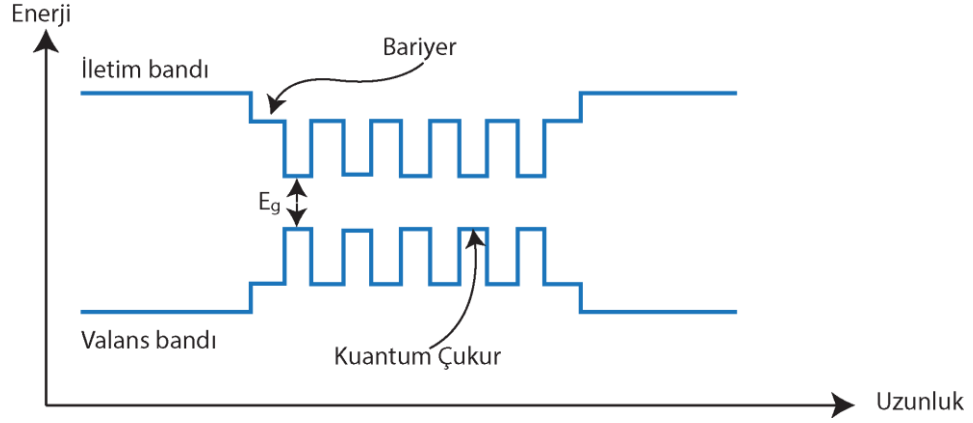 Enerji
Bariyer
İletim bandı
Eg
Valans bandı
Kuantum Çukur
Uzunluk